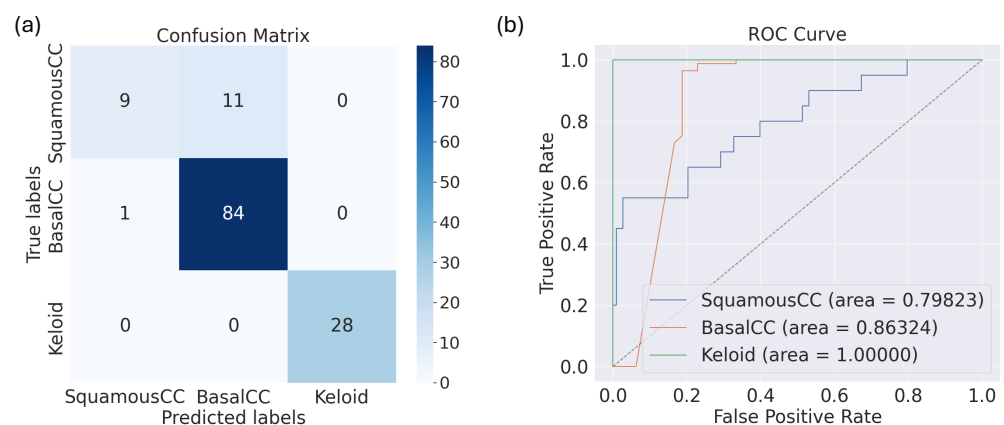 (a)
Confusion Matrix
True labels
SquamousCC
BasalCC
Keloid
9 11 0
1 84 0
0 0 28
SquamousCC BasalCC Keloid
Predicted labels
80
70
60
50
40
30
20
10
0
(b)
ROC Curve
True Positive Rate
1.0
0.8
0.6
0.4
0.2
0.0
SquamousCC (area = 0.79823)
BasalCC (area = 0.86324)
Keloid (area = 1.00000)
0.0 0.2 0.4 0.6 0.8 1.0
False Positive Rate